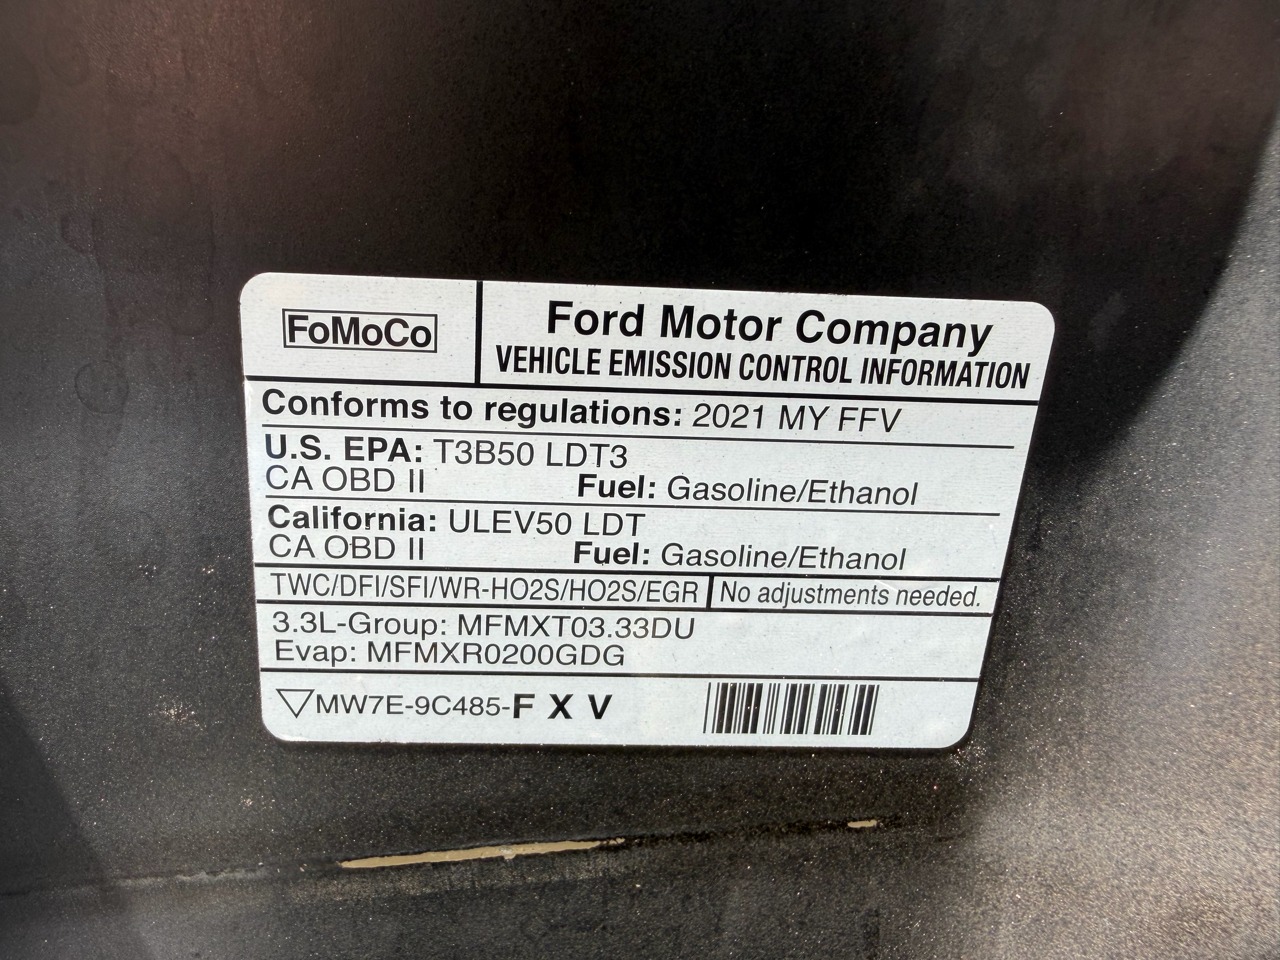 FoMoCo
Ford Motor Company
VEHICLE EMISSION CONTROL INFORMATION
Conforms to regulations: 2021 MY FFV
U.S. EPA: T3B50 LDT3
CA OBD II Fuel: Gasoline/Ethanol
California: ULEV50 LDT
CA OBD II Fuel: Gasoline/Ethanol
TWC/DFI/SFI/WR-HO2S/HO2S/EGR No adjustments needed.
3.3L-Group: MFMXT03.33DU
Evap: MFMXR0200GDG
MW7E-9C485-F X V